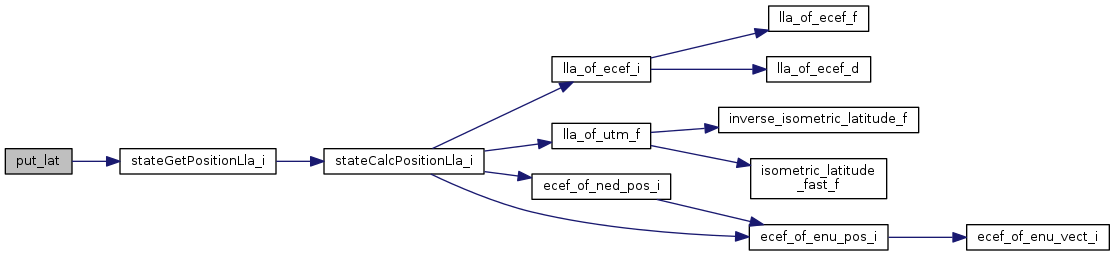 put_lat
stateGetPositionLla_i
stateCalcPositionLla_i
lla_of_ecef_i
lla_of_ecef_f
lla_of_ecef_d
lla_of_utm_f
inverse_isometric_latitude_f
isometric_latitude
_fast_f
ecef_of_ned_pos_i
ecef_of_enu_pos_i
ecef_of_enu_vect_i